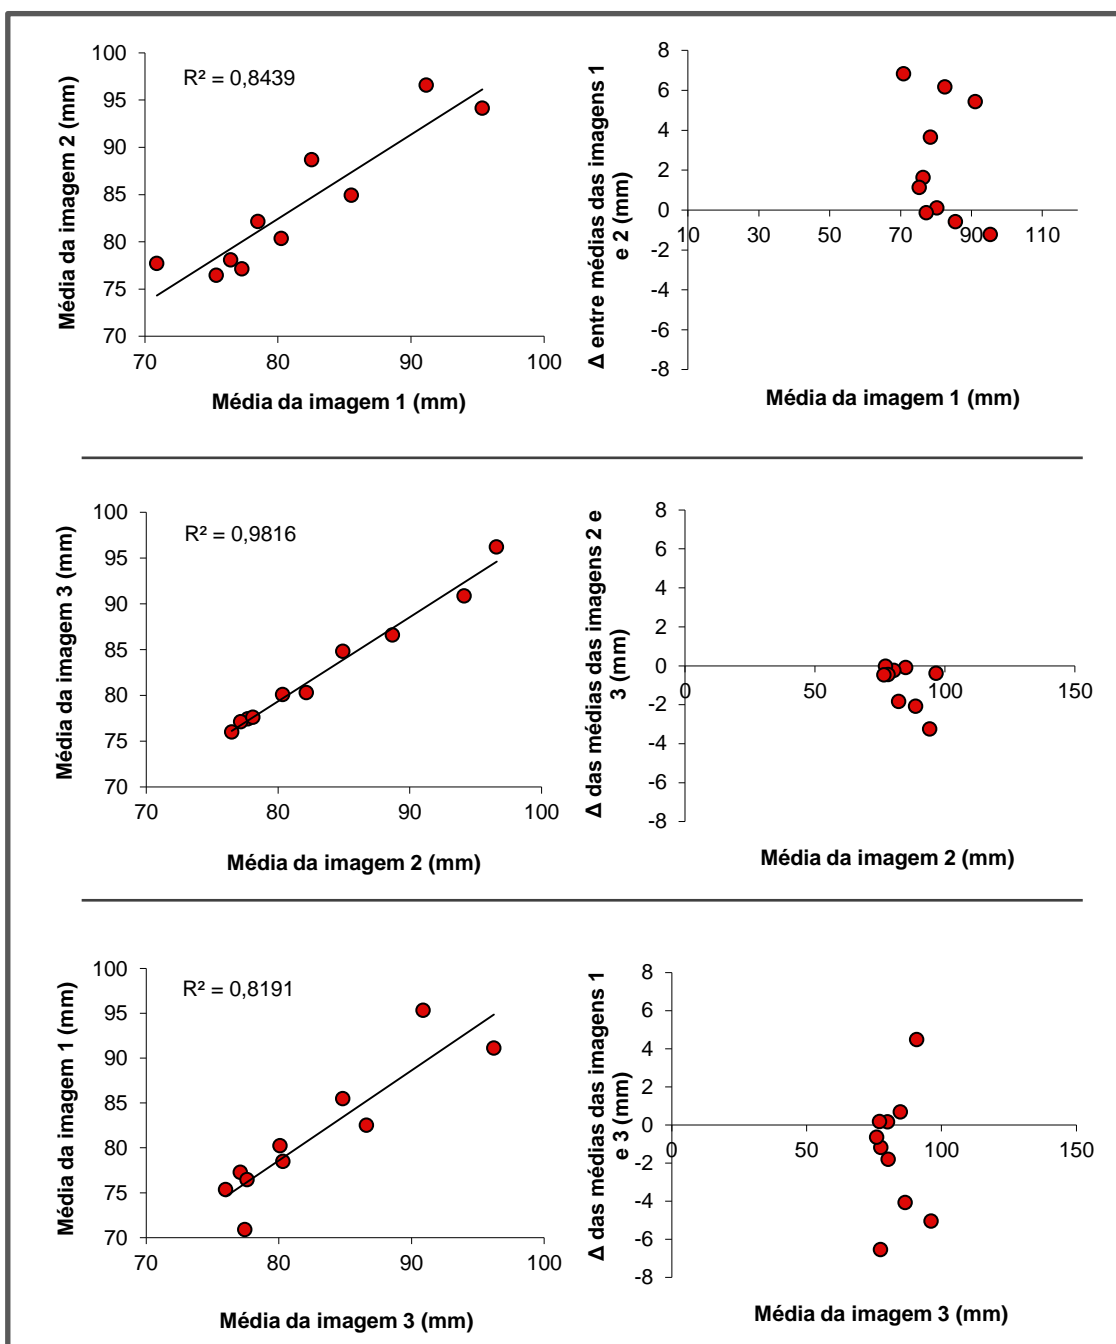 R² = 0,8439
Média da imagem 2 (mm)
100
95
90
85
80
75
70
70 80 90 100
Média da imagem 1 (mm)
Δ entre médias das imagens 1
e 2 (mm)
8
6
4
2
0
-2
-4
-6
-8
10 30 50 70 90 110
Média da imagem 1 (mm)
R² = 0,9816
Média da imagem 3 (mm)
100
95
90
85
80
75
70
70 80 90 100
Média da imagem 2 (mm)
Δ das médias das imagens 2 e
3 (mm)
8
6
4
2
0
-2
-4
-6
-8
0 50 100 150
Média da imagem 2 (mm)
R² = 0,8191
Média da imagem 1 (mm)
100
95
90
85
80
75
70
70 80 90 100
Média da imagem 3 (mm)
Δ das médias das imagens 1
e 3 (mm)
8
6
4
2
0
-2
-4
-6
-8
0 50 100 150
Média da imagem 3 (mm)